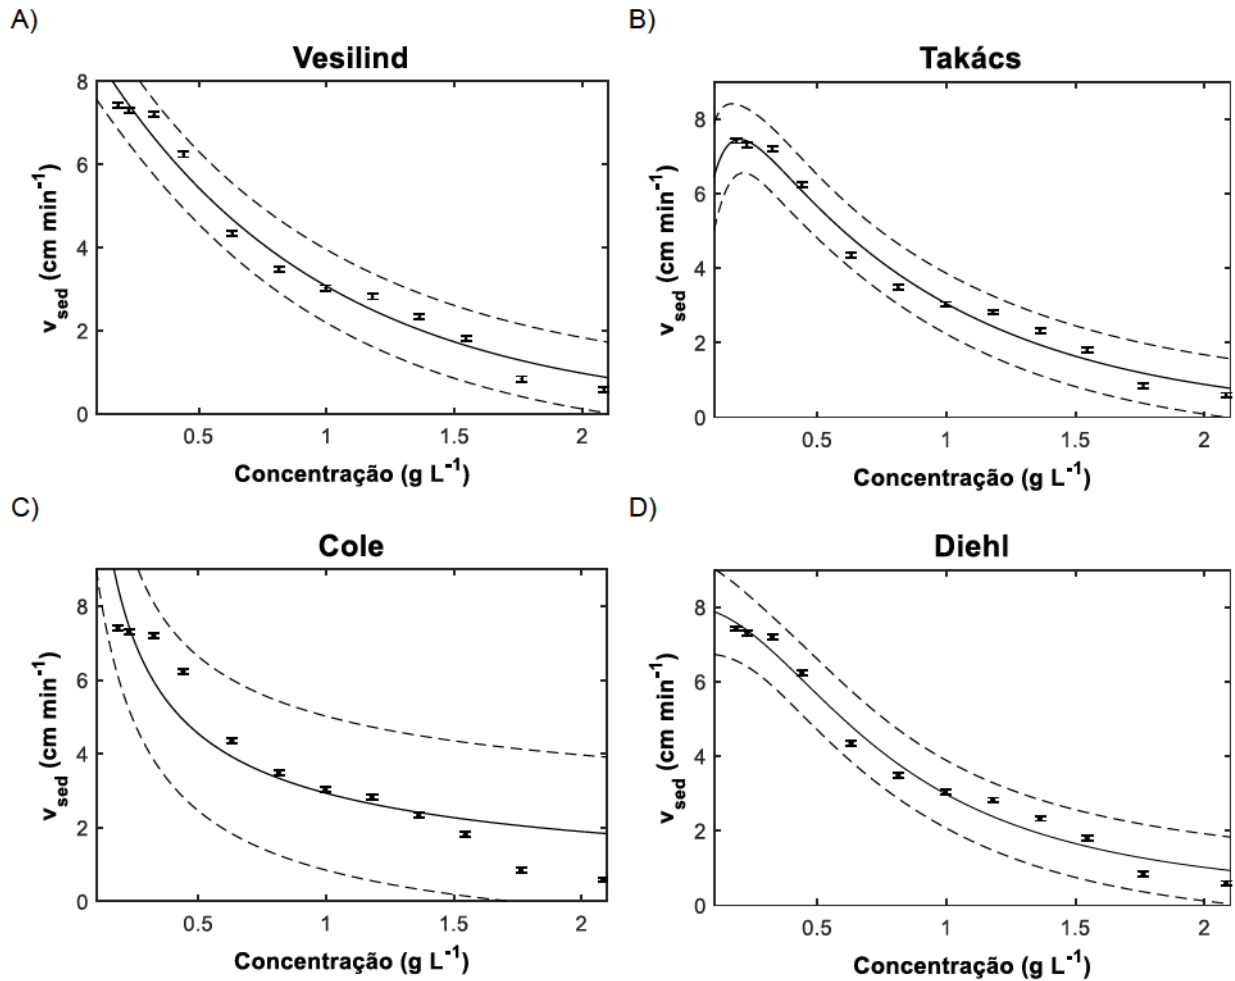 A)
Vesilind
8
6
4
2
0
0.5
1
1.5
2
v_sed (cm min⁻¹)
Concentração (g L⁻¹)
B)
Takács
8
6
4
2
0
0.5
1
1.5
2
v_sed (cm min⁻¹)
Concentração (g L⁻¹)
C)
Cole
8
6
4
2
0
0.5
1
1.5
2
v_sed (cm min⁻¹)
Concentração (g L⁻¹)
D)
Diehl
8
6
4
2
0
0.5
1
1.5
2
v_sed (cm min⁻¹)
Concentração (g L⁻¹)